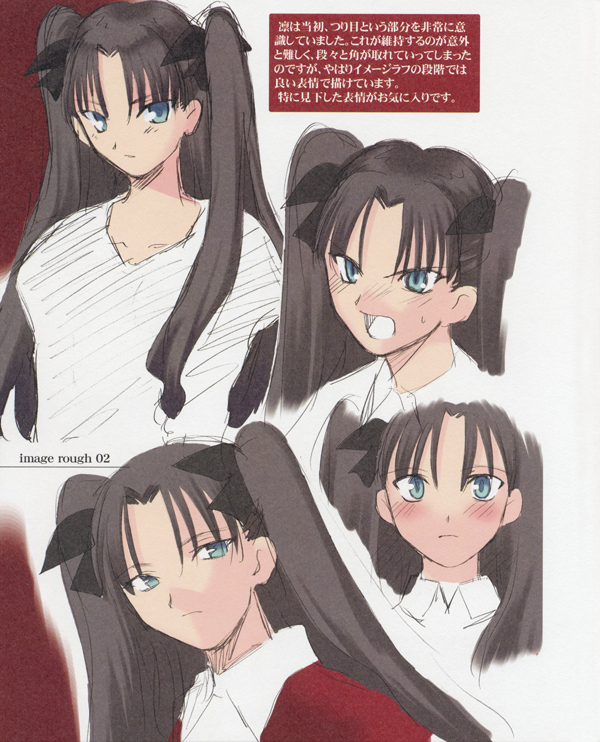 凛は当初、つり目という部分を非常に意
識していました。これが維持するのが意外
と難しく、段々と角が取れていってしまった
のですが、やはりイメージラフの段階では
良い表情で描けています。
特に見下した表情がお気に入りです。
image rough 02